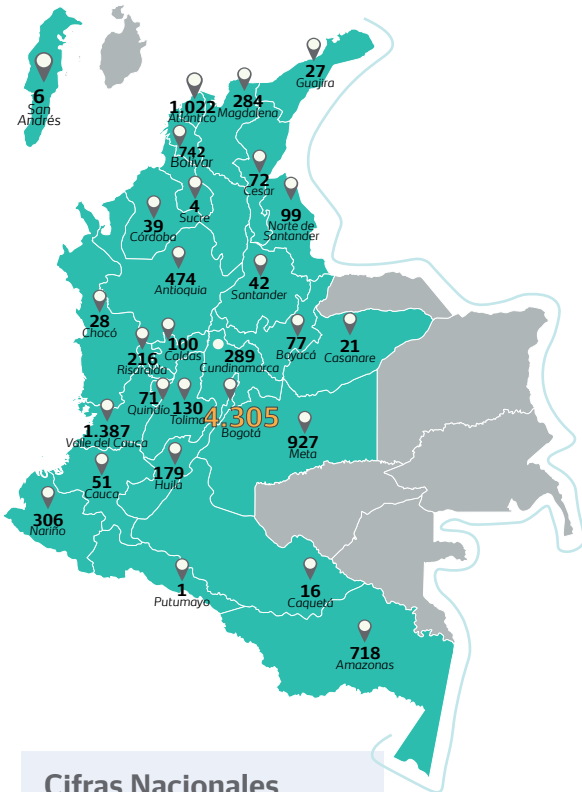 27
Guajira
6
San
Andrés
1.022
Atlántico
284
Magdalena
742
Bolívar
72
Cesar
4
Sucre
99
Norte de
Santander
39
Córdoba
474
Antioquia
42
Santander
28
Chocó
100
Caldas
216
Risaralda
289
Cundinamarca
77
Boyacá
21
Casanare
71
Quindio
130
Tolima
4.305
Bogotá
1.387
Valle del Cauca
927
Meta
51
Cauca
179
Huila
306
Nariño
1
Putumayo
16
Caquetá
718
Amazonas
Cifras Nacionales